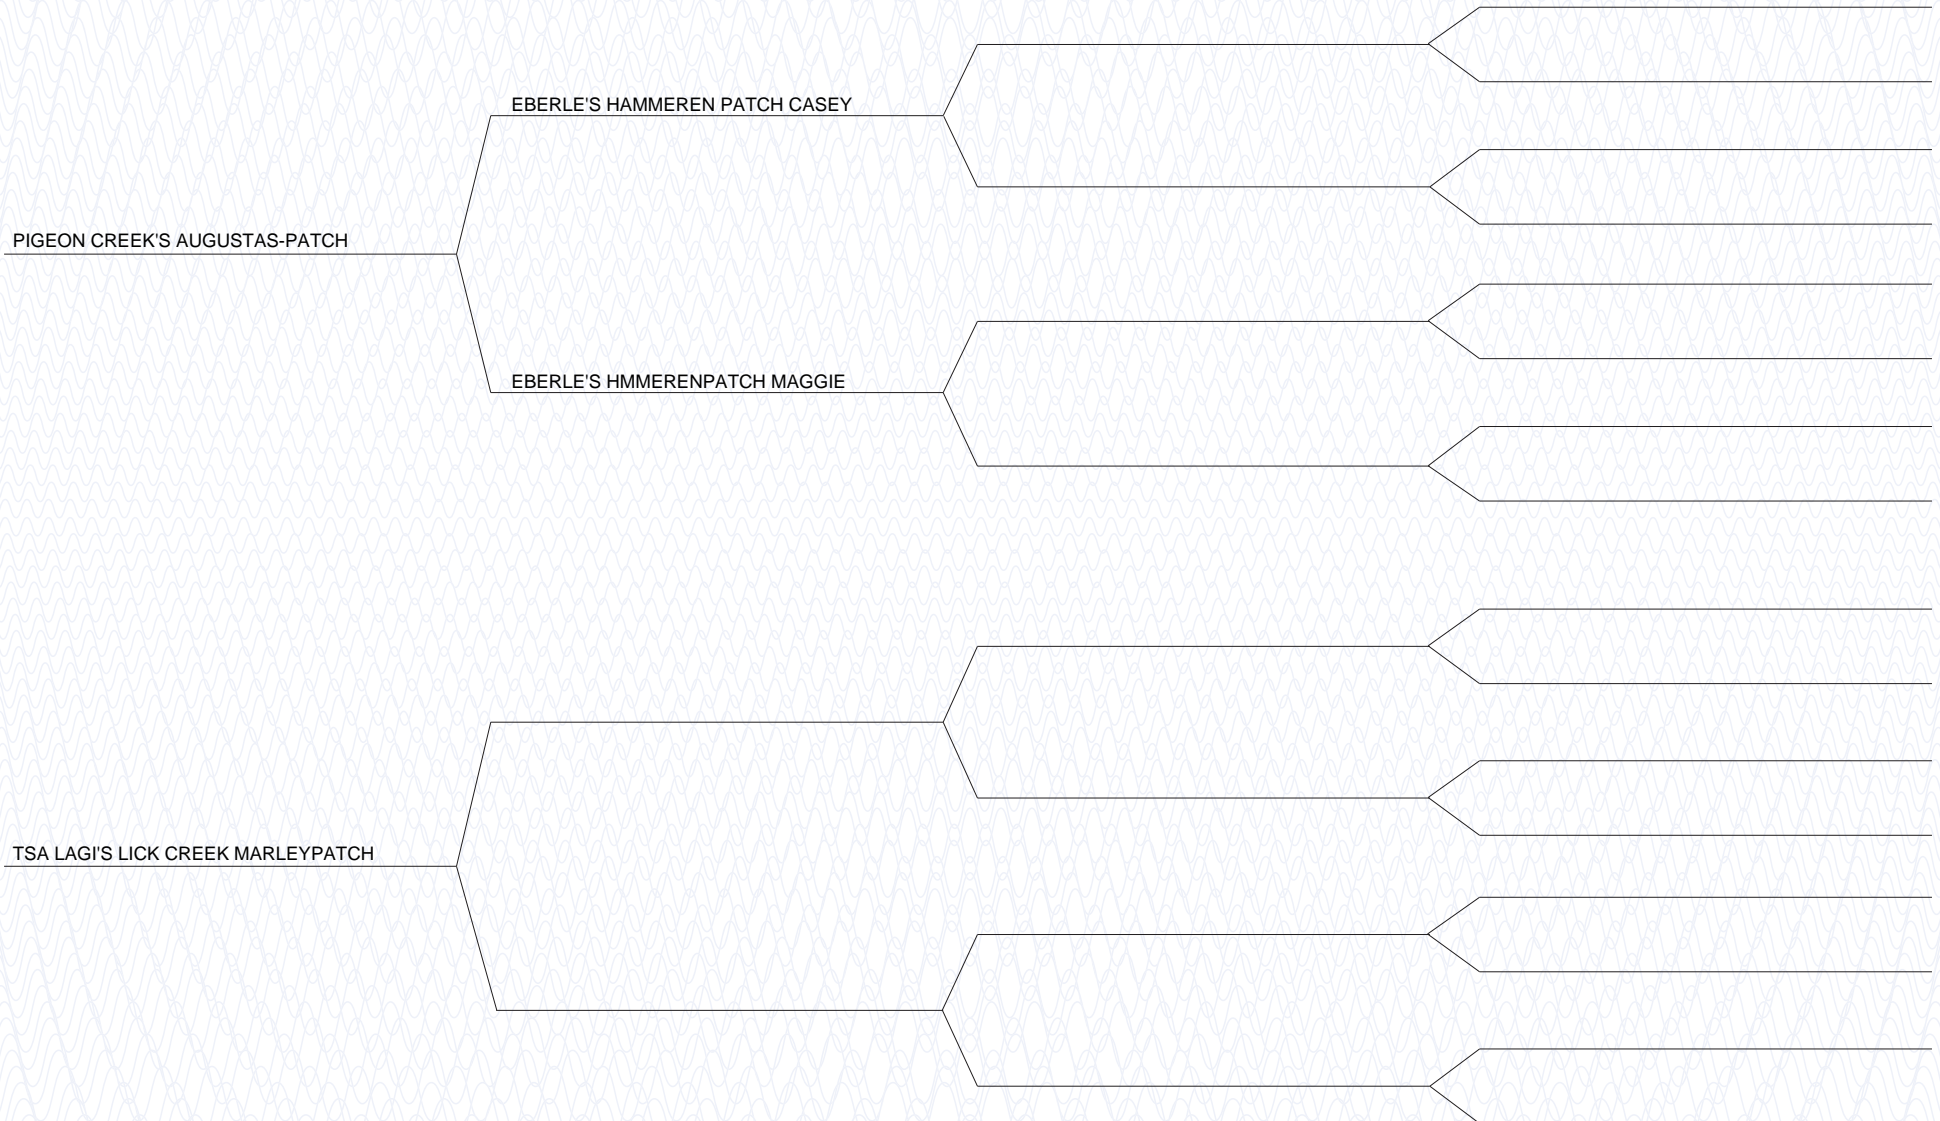 EBERLE'S HAMMEREN PATCH CASEY
PIGEON CREEK'S AUGUSTAS-PATCH
EBERLE'S HMMERENPATCH MAGGIE
TSA LAGI'S LICK CREEK MARLEYPATCH